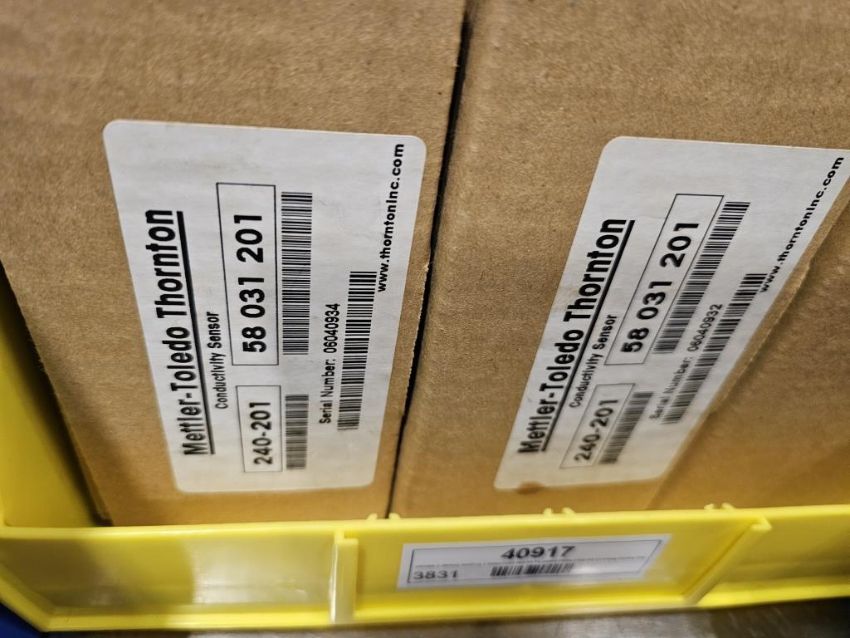 Mettler-Toledo Thornton
Conductivity Sensor
240-201
58 031 201
Serial Number: 06040934
www.thorntoninc.com
Mettler-Toledo Thornton
Conductivity Sensor
240-201
58 031 201
Serial Number: 06040932
www.thorntoninc.com
40917
3831